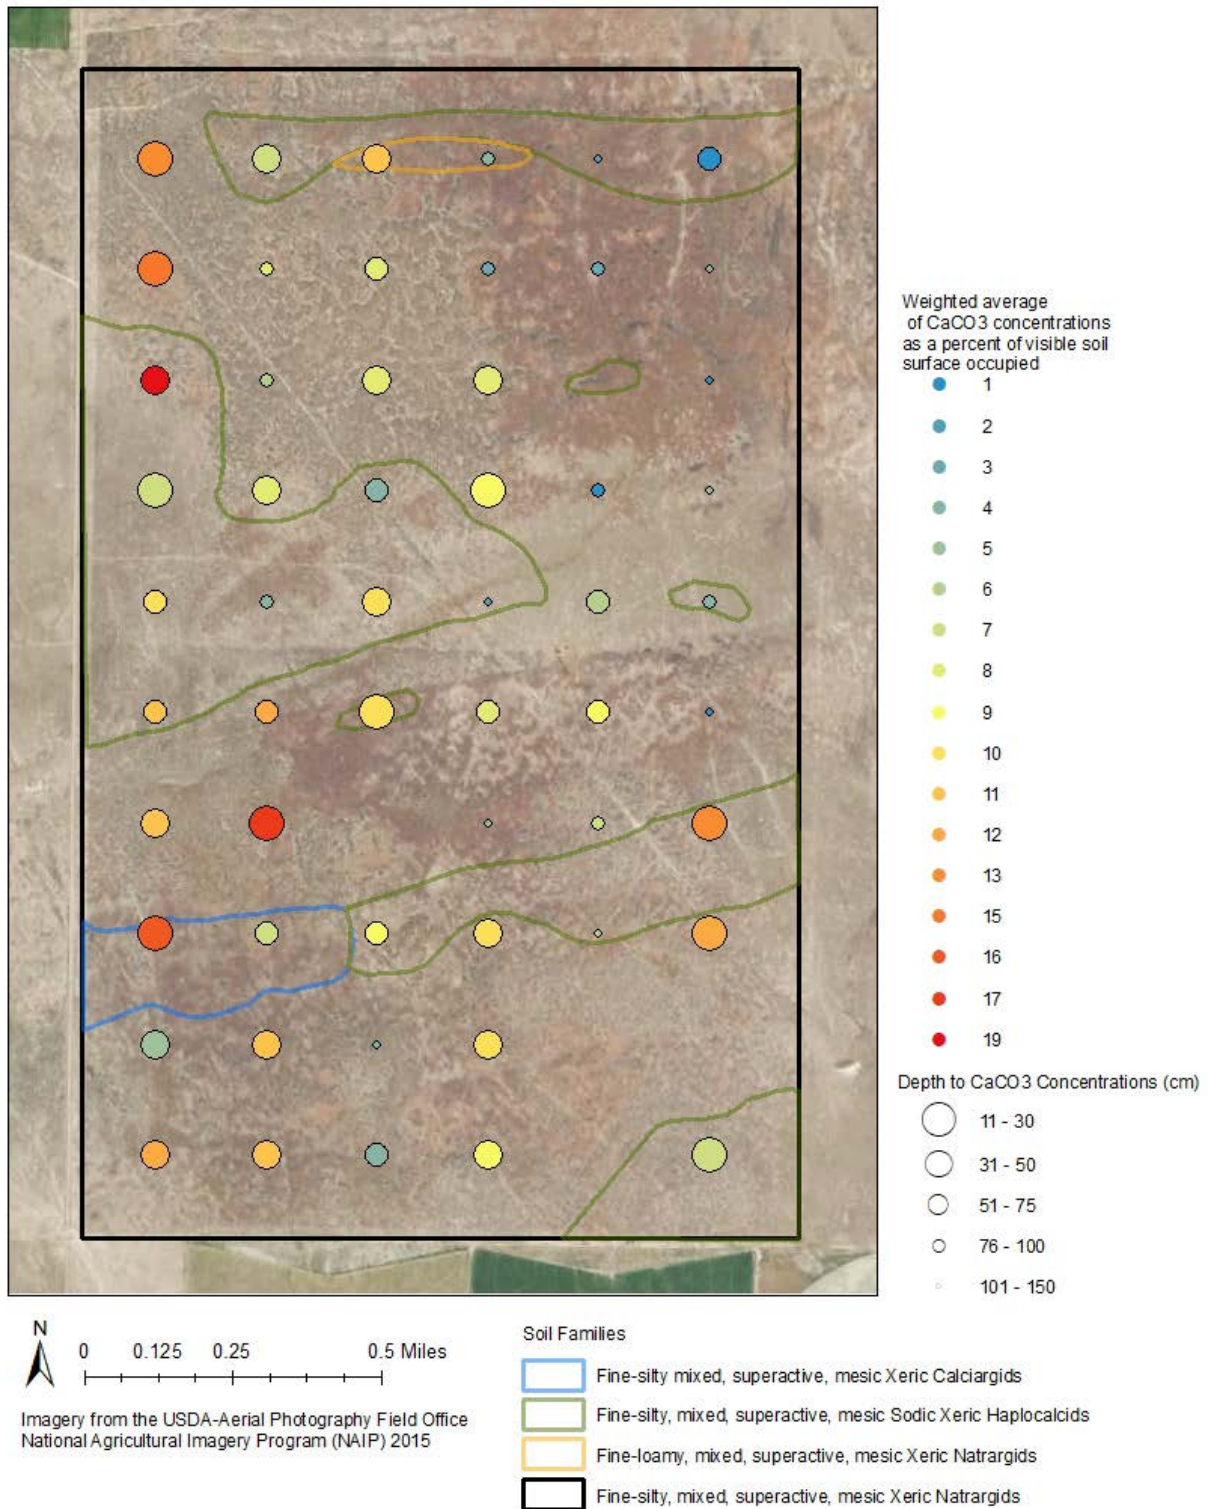 Weighted average
of CaCO3 concentrations
as a percent of visible soil
surface occupied
1
2
3
4
5
6
7
8
9
10
11
12
13
15
16
17
19
Depth to CaCO3 Concentrations (cm)
11 - 30
31 - 50
51 - 75
76 - 100
101 - 150
N
0 0.125 0.25 0.5 Miles
Imagery from the USDA-Aerial Photography Field Office
National Agricultural Imagery Program (NAIP) 2015
Soil Families
Fine-silty mixed, superactive, mesic Xeric Calciargids
Fine-silty, mixed, superactive, mesic Sodic Xeric Haplocalcids
Fine-loamy, mixed, superactive, mesic Xeric Natrargids
Fine-silty, mixed, superactive, mesic Xeric Natrargids